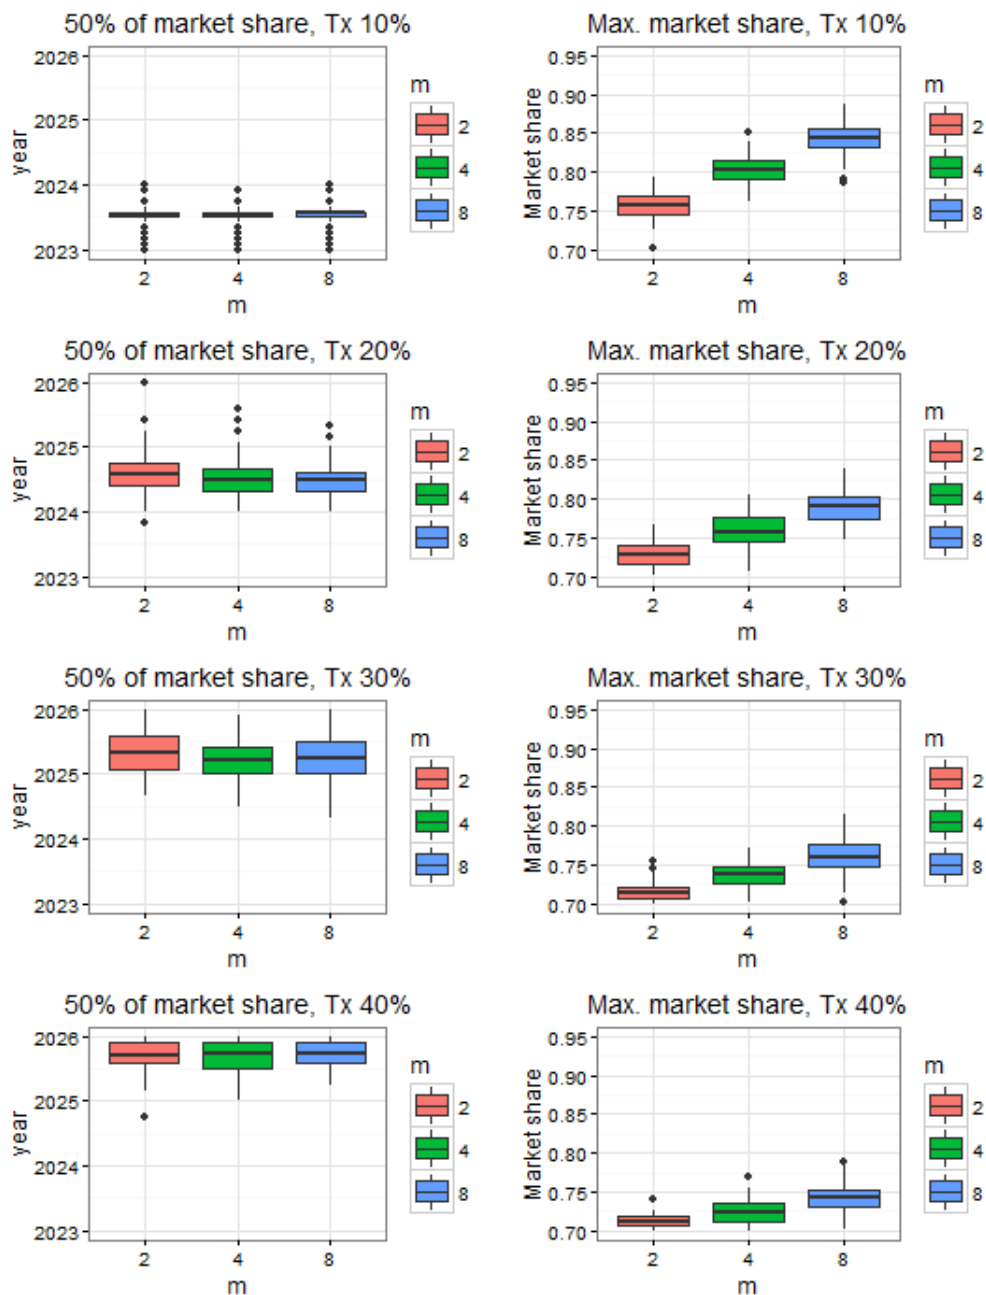 50% of market share, Tx 10%
year
2026
2025
2024
2023
2 4 8
m
m
2
4
8
Max. market share, Tx 10%
Market share
0.95
0.90
0.85
0.80
0.75
0.70
2 4 8
m
m
2
4
8
50% of market share, Tx 20%
year
2026
2025
2024
2023
2 4 8
m
m
2
4
8
Max. market share, Tx 20%
Market share
0.95
0.90
0.85
0.80
0.75
0.70
2 4 8
m
m
2
4
8
50% of market share, Tx 30%
year
2026
2025
2024
2023
2 4 8
m
m
2
4
8
Max. market share, Tx 30%
Market share
0.95
0.90
0.85
0.80
0.75
0.70
2 4 8
m
m
2
4
8
50% of market share, Tx 40%
year
2026
2025
2024
2023
2 4 8
m
m
2
4
8
Max. market share, Tx 40%
Market share
0.95
0.90
0.85
0.80
0.75
0.70
2 4 8
m
m
2
4
8